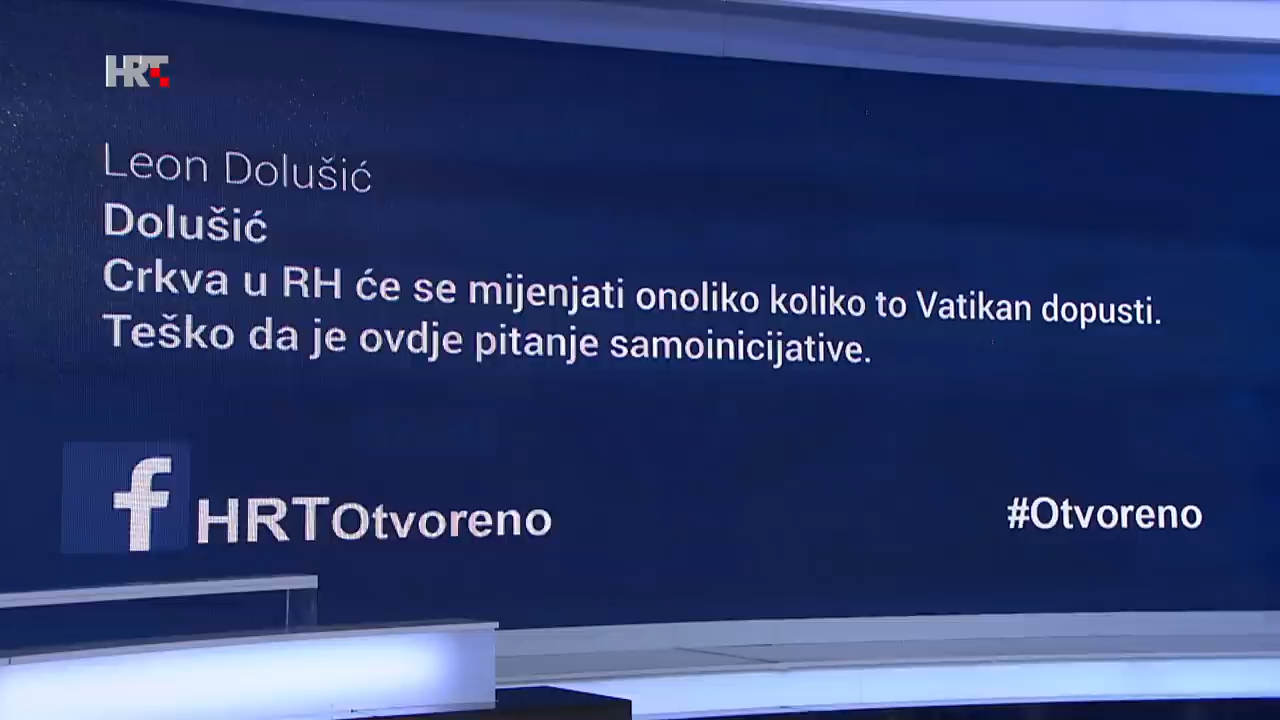 HRT
Leon Dolušić
Dolušić
Crkva u RH će se mijenjati onoliko koliko to Vatikan dopusti.
Teško da je ovdje pitanje samoinicijative.
f HRTOtvoreno
#Otvoreno